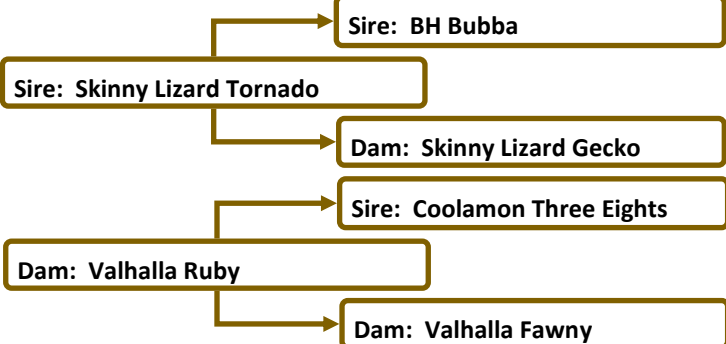 Sire: BH Bubba
Sire: Skinny Lizard Tornado
Dam: Skinny Lizard Gecko
Sire: Coolamon Three Eights
Dam: Valhalla Ruby
Dam: Valhalla Fawny